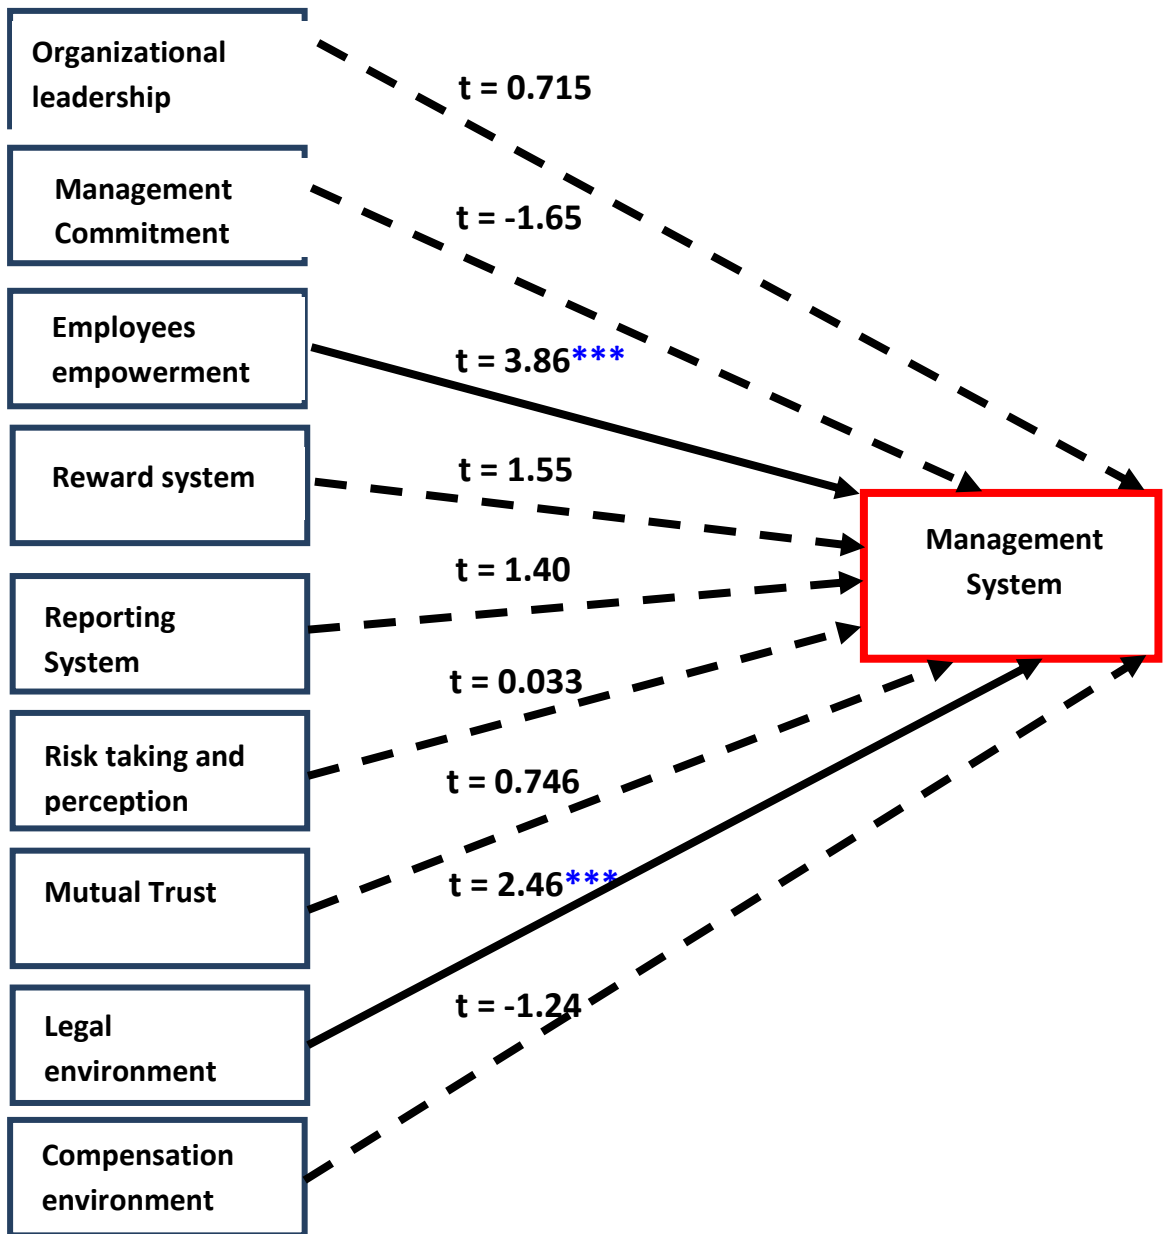 Organizational
leadership
t = 0.715
Management
Commitment
t = -1.65
Employees
empowerment
t = 3.86***
Reward system
t = 1.55
Management
System
Reporting
System
t = 1.40
Risk taking and
perception
t = 0.033
Mutual Trust
t = 0.746
Legal
environment
t = 2.46***
Compensation
environment
t = -1.24